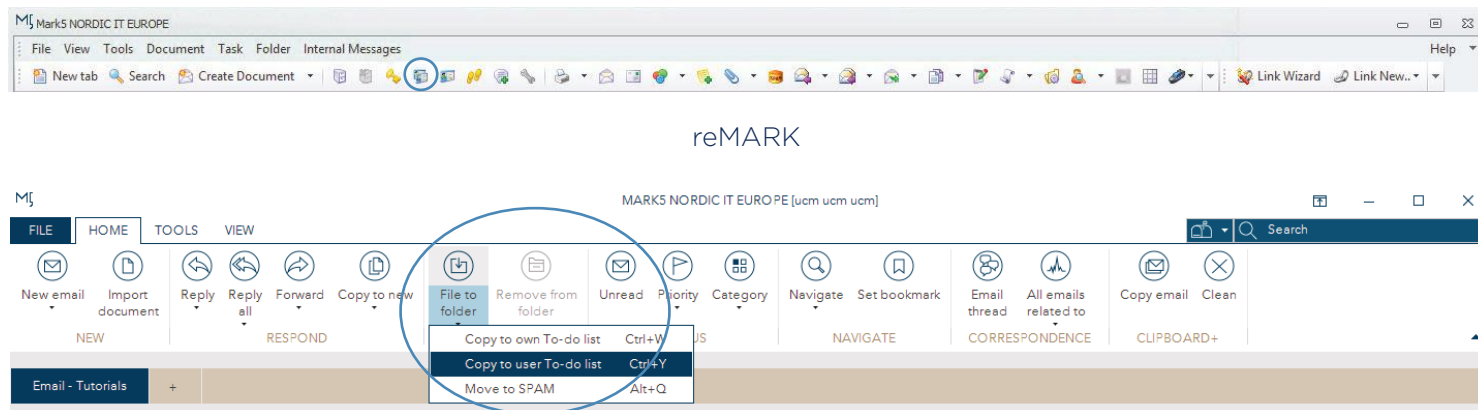 M5 Mark5 NORDIC IT EUROPE
File View Tools Document Task Folder Internal Messages Help
New tab Search Create Document Link Wizard Link New..
reMARK
M5 MARK5 NORDIC IT EUROPE [ucm ucm ucm]
FILE HOME TOOLS VIEW Search
New email Import document Reply Reply all Forward Copy to new File to folder Remove from folder Unread Priority Category Navigate Set bookmark Email thread All emails related to Copy email Clean
NEW RESPOND US NAVIGATE CORRESPONDENCE CLIPBOARD+
Copy to own To-do list Ctrl+W
Copy to user To-do list Ctrl+Y
Move to SPAM Alt+Q
Email - Tutorials +